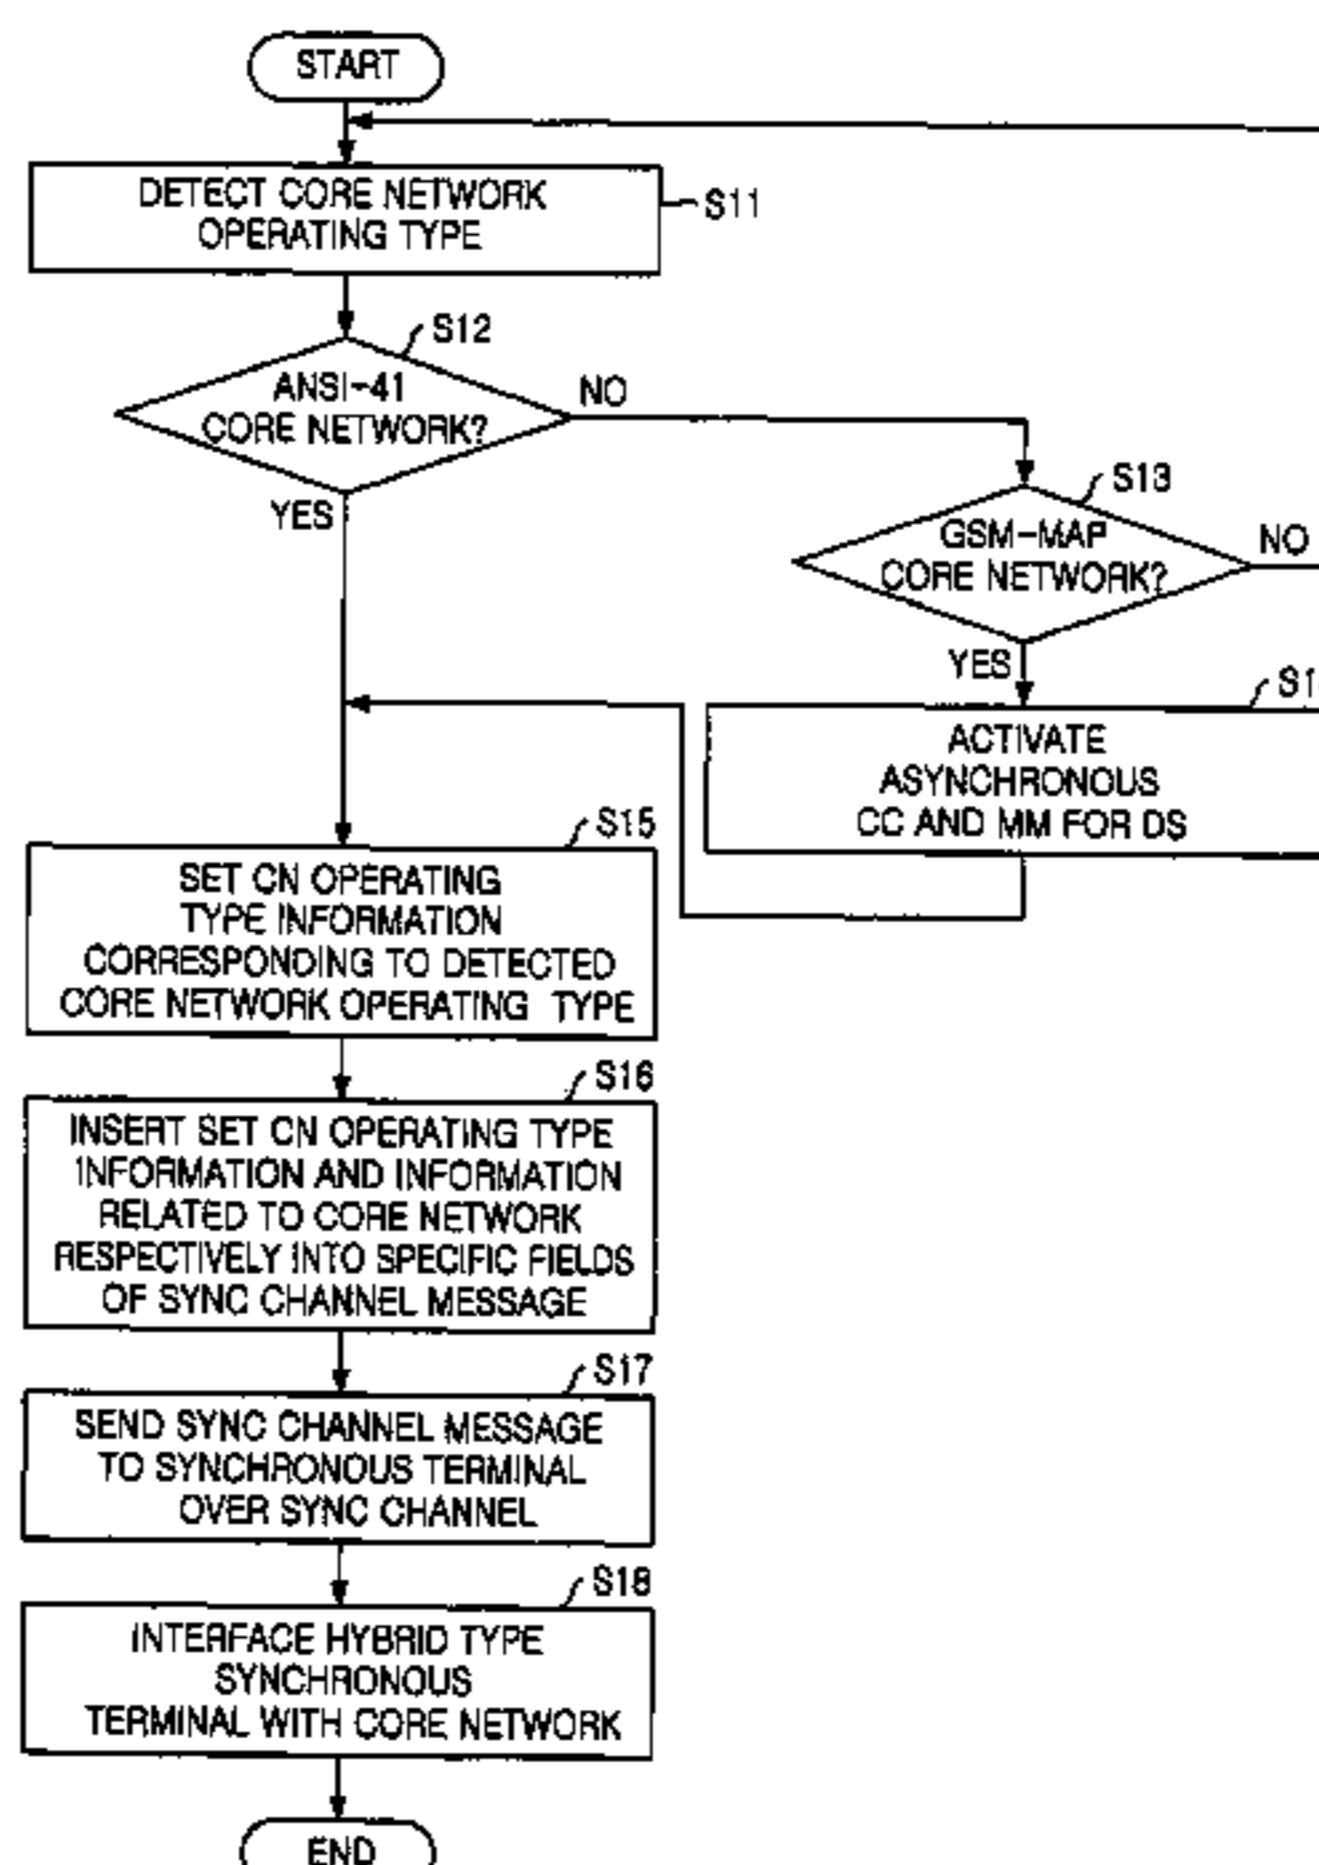 START
DETECT CORE NETWORK
OPERATING TYPE
S11
S12
ANSI-41
CORE NETWORK?
NO
YES
S13
GSM-MAP
CORE NETWORK?
NO
YES
ACTIVATE
ASYNCHRONOUS
CC AND MM FOR DS
S15
SET CN OPERATING
TYPE INFORMATION
CORRESPONDING TO DETECTED
CORE NETWORK OPERATING TYPE
S16
INSERT SET CN OPERATING TYPE
INFORMATION AND INFORMATION
RELATED TO CORE NETWORK
RESPECTIVELY INTO SPECIFIC FIELDS
OF SYNC CHANNEL MESSAGE
S17
SEND SYNC CHANNEL MESSAGE
TO SYNCHRONOUS TERMINAL
OVER SYNC CHANNEL
S18
INTERFACE HYBRID TYPE
SYNCHRONOUS
TERMINAL WITH CORE NETWORK
END